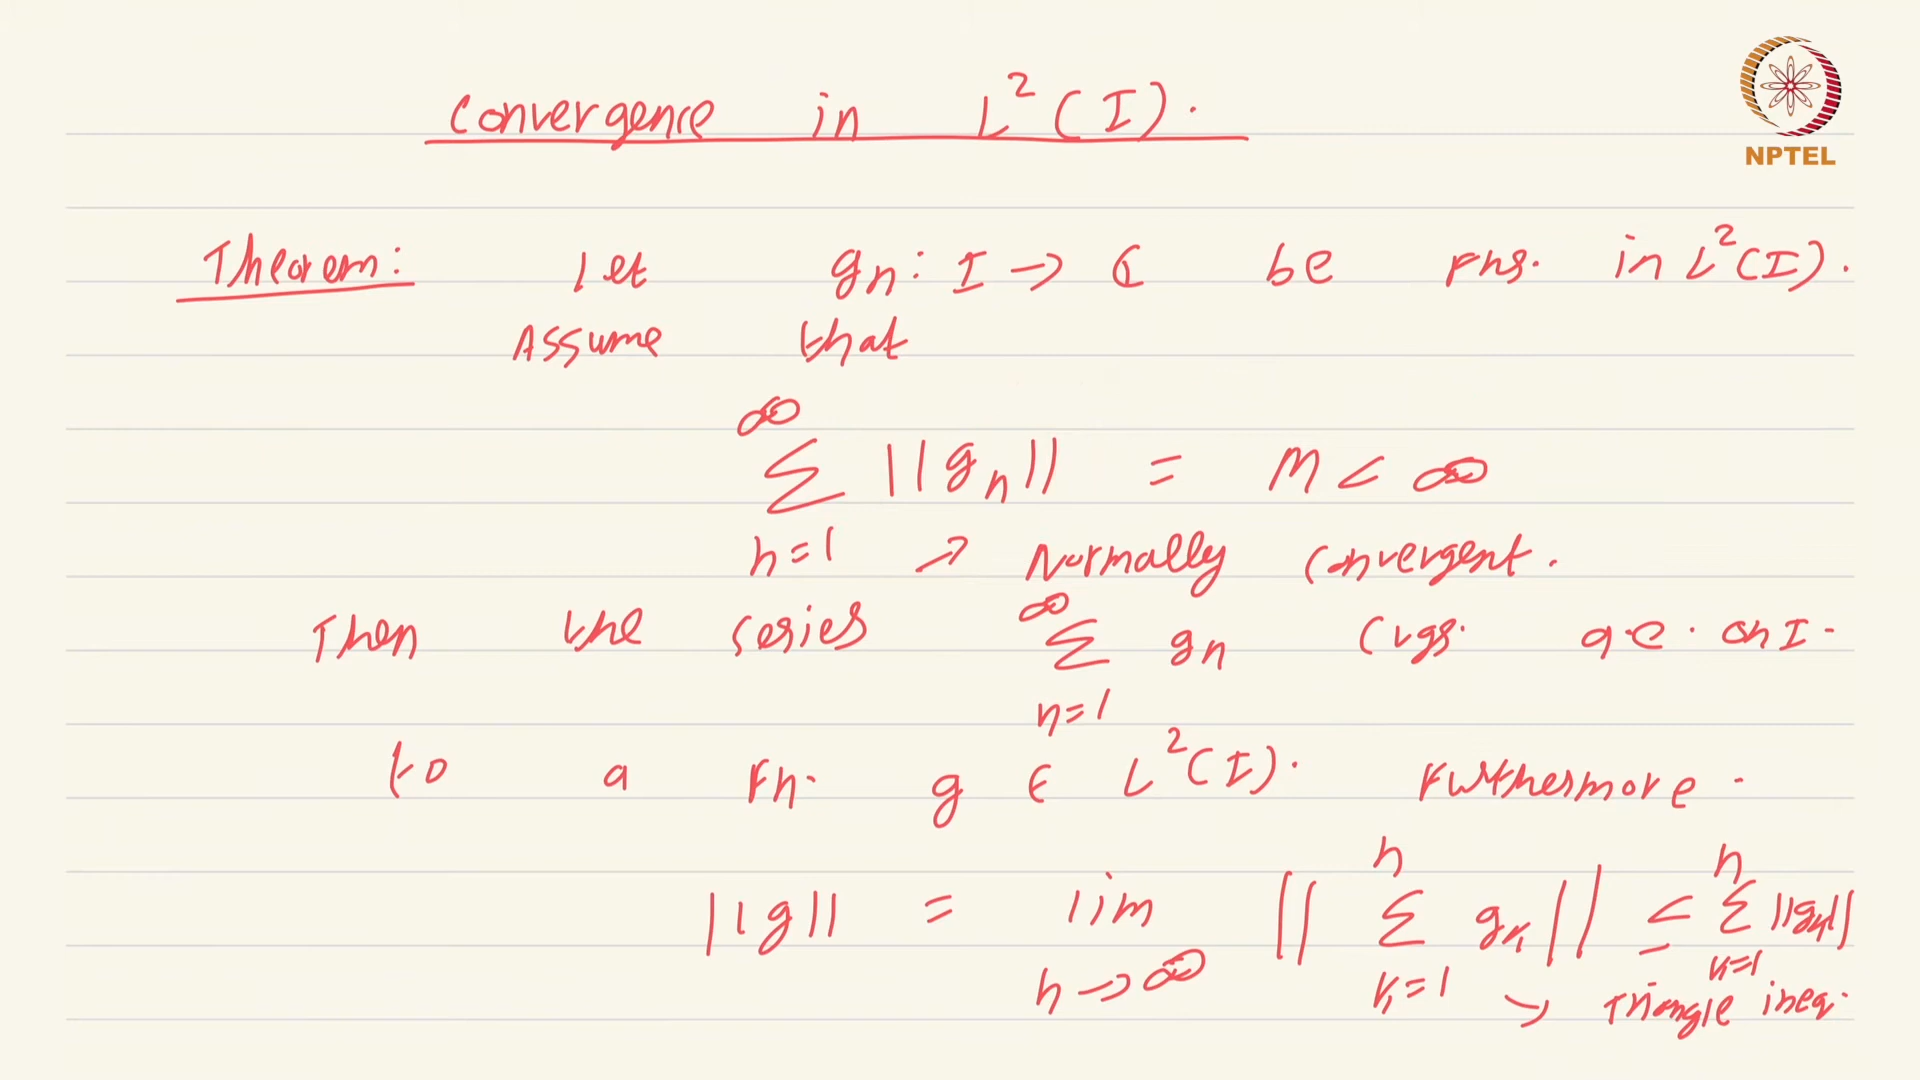 Convergence in L²(I).
NPTEL
Theorem: Let gₙ: I → ℂ be Fns. in L²(I).
Assume that
∞
∑ ||gₙ|| = M < ∞
n=1 → Normally Convergent.
Then the series ∞ ∑ gₙ Cvgs. a.e. on I.
n=1
to a Fn. g ∈ L²(I). Furthermore.
n n
||g|| = lim || ∑ gₖ || ≤ ∑ ||gₖ||
n → ∞ k=1 k=1
→ Triangle ineq.